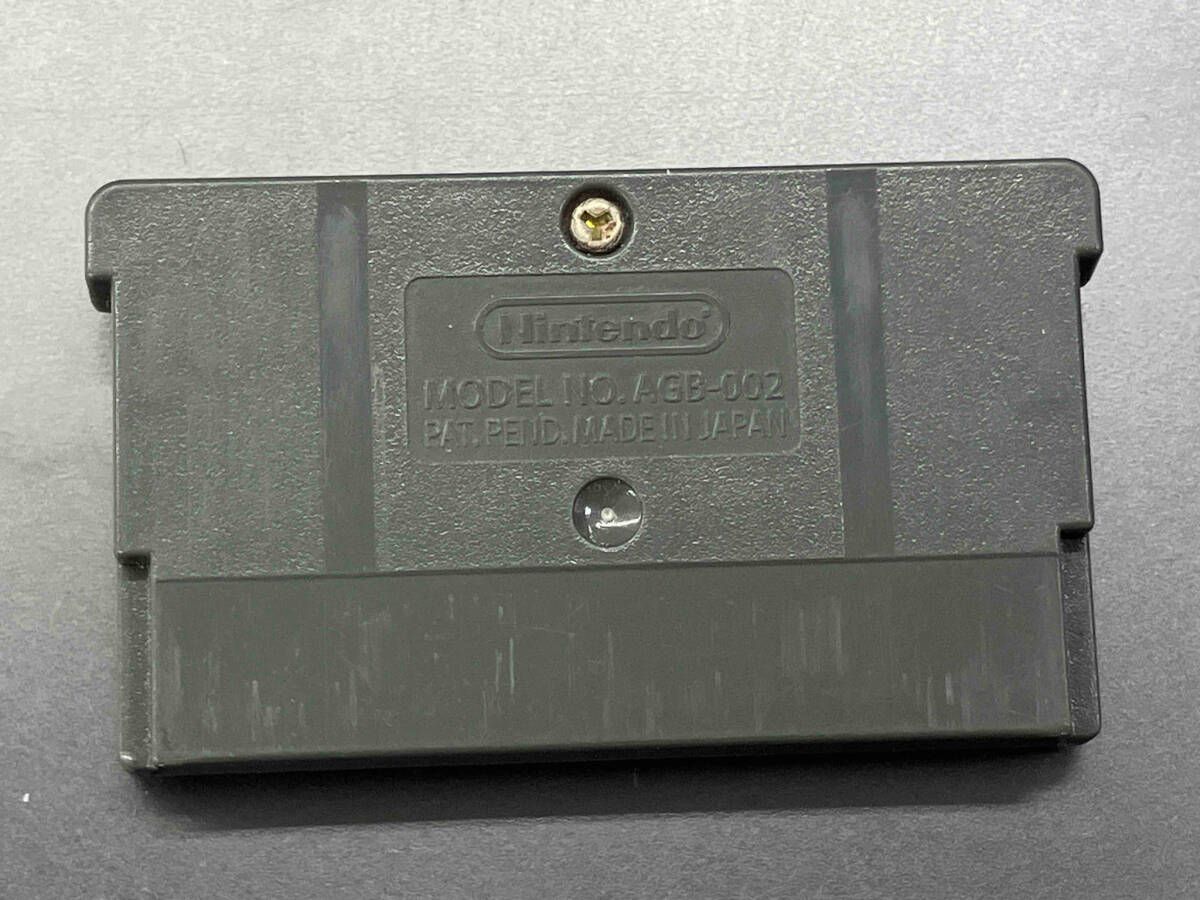 Nintendo®
MODEL NO. AGB-002
PAT. PEND. MADE IN JAPAN